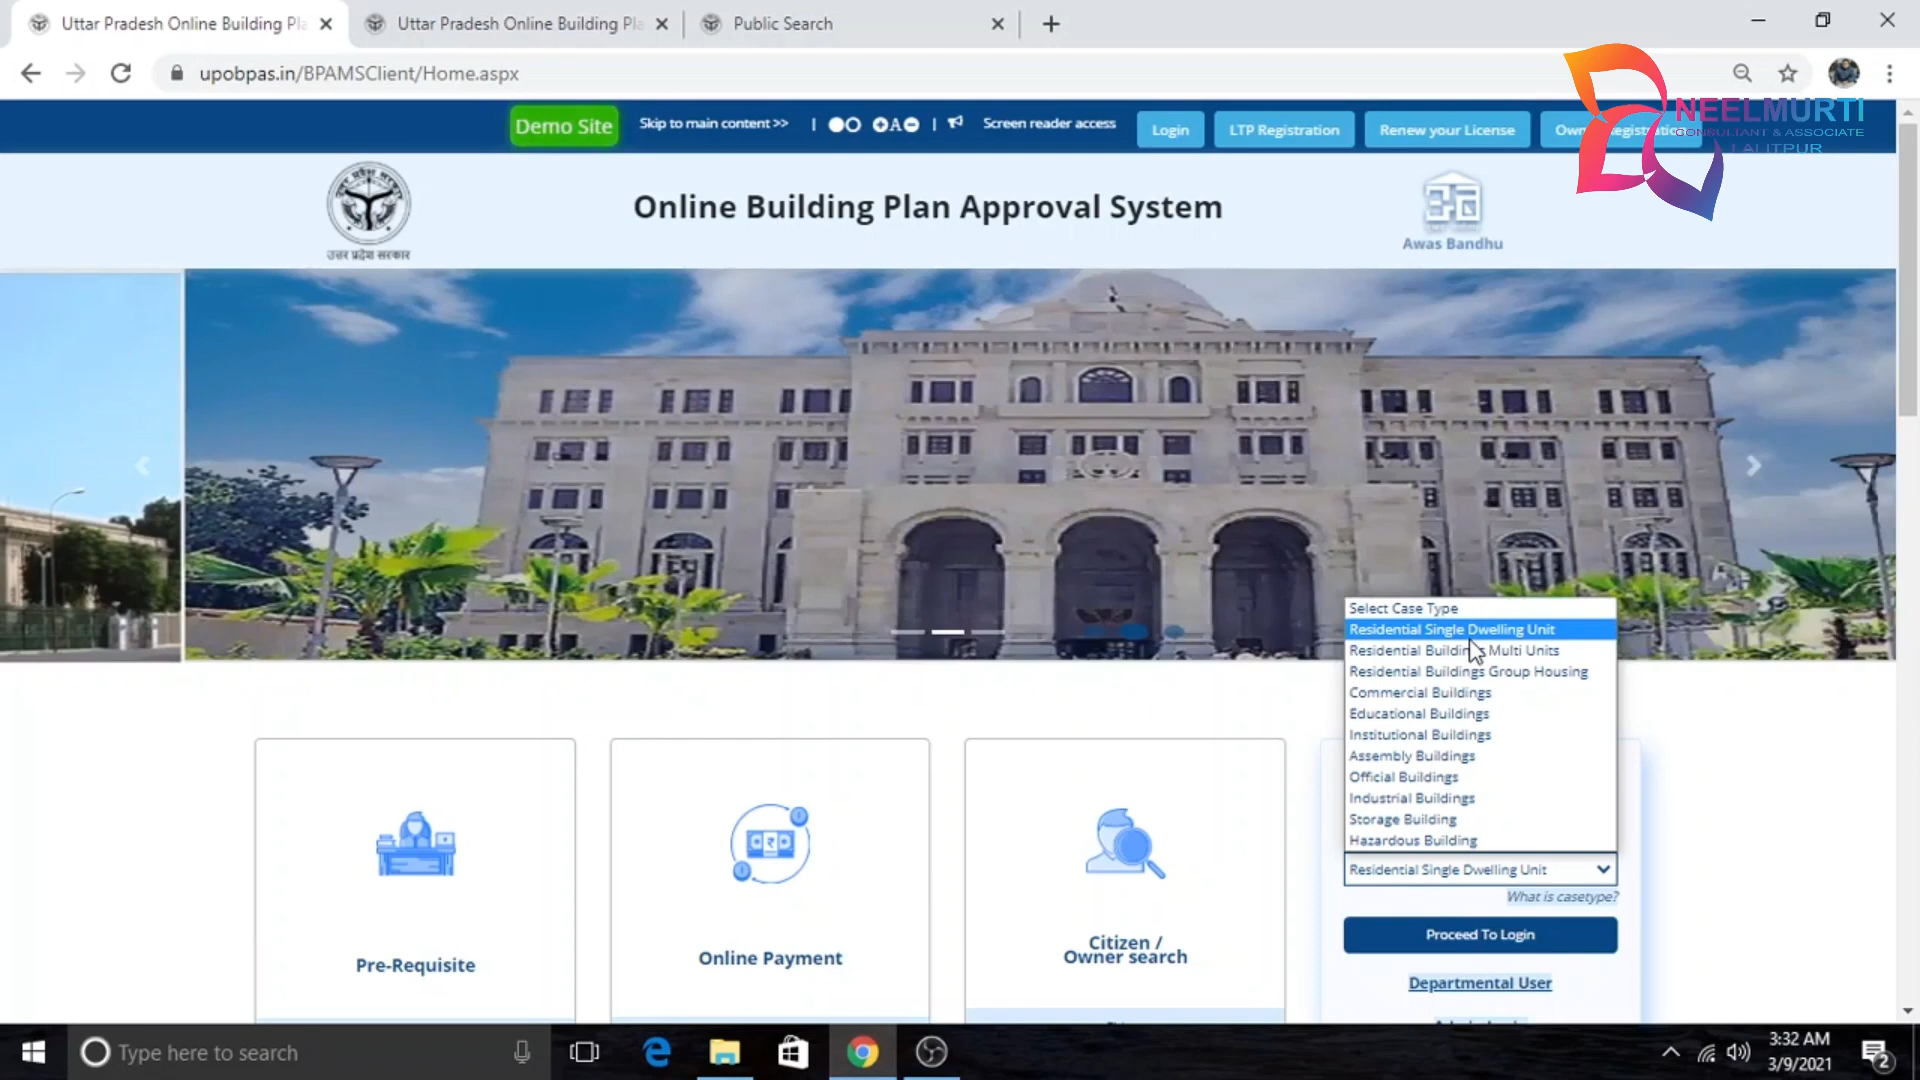 Uttar Pradesh Online Building Pla
Uttar Pradesh Online Building Pla
Public Search
upobpas.in/BPAMSClient/Home.aspx
NEELMURTI
CONSULTANT & ASSOCIATE
LALITPUR
Demo Site
Skip to main content >>
A
Screen reader access
Login
LTP Registration
Renew your License
उत्तर प्रदेश सरकार
Online Building Plan Approval System
Awas Bandhu
Select Case Type
Residential Single Dwelling Unit
Residential Buildings Multi Units
Residential Buildings Group Housing
Commercial Buildings
Educational Buildings
Institutional Buildings
Assembly Buildings
Official Buildings
Industrial Buildings
Storage Building
Hazardous Building
Residential Single Dwelling Unit
What is casetype?
Proceed To Login
Departmental User
Pre-Requisite
Online Payment
Citizen /
Owner search
Type here to search
3:32 AM
3/9/2021
2